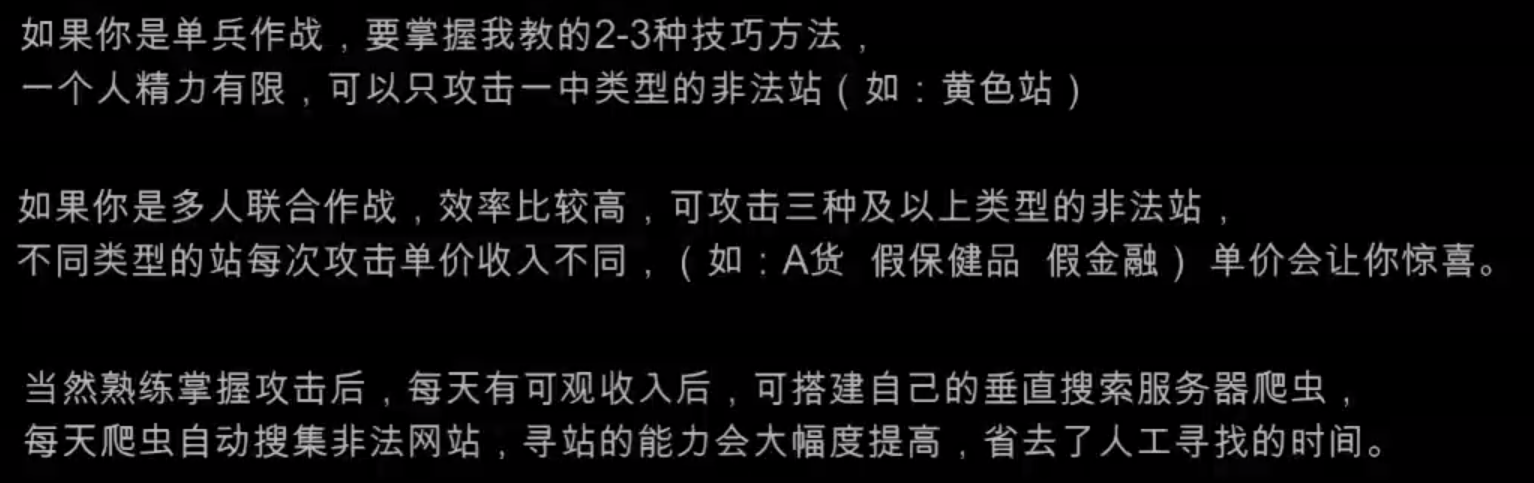 如果你是单兵作战，要掌握我教的2-3种技巧方法，
一个人精力有限，可以只攻击一中类型的非法站（如：黄色站）
如果你是多人联合作战，效率比较高，可攻击三种及以上类型的非法站，
不同类型的站每次攻击单价收入不同，（如：A货 假保健品 假金融） 单价会让你惊喜。
当然熟练掌握攻击后，每天有可观收入后，可搭建自己的垂直搜索服务器爬虫，
每天爬虫自动搜集非法网站，寻站的能力会大幅度提高，省去了人工寻找的时间。